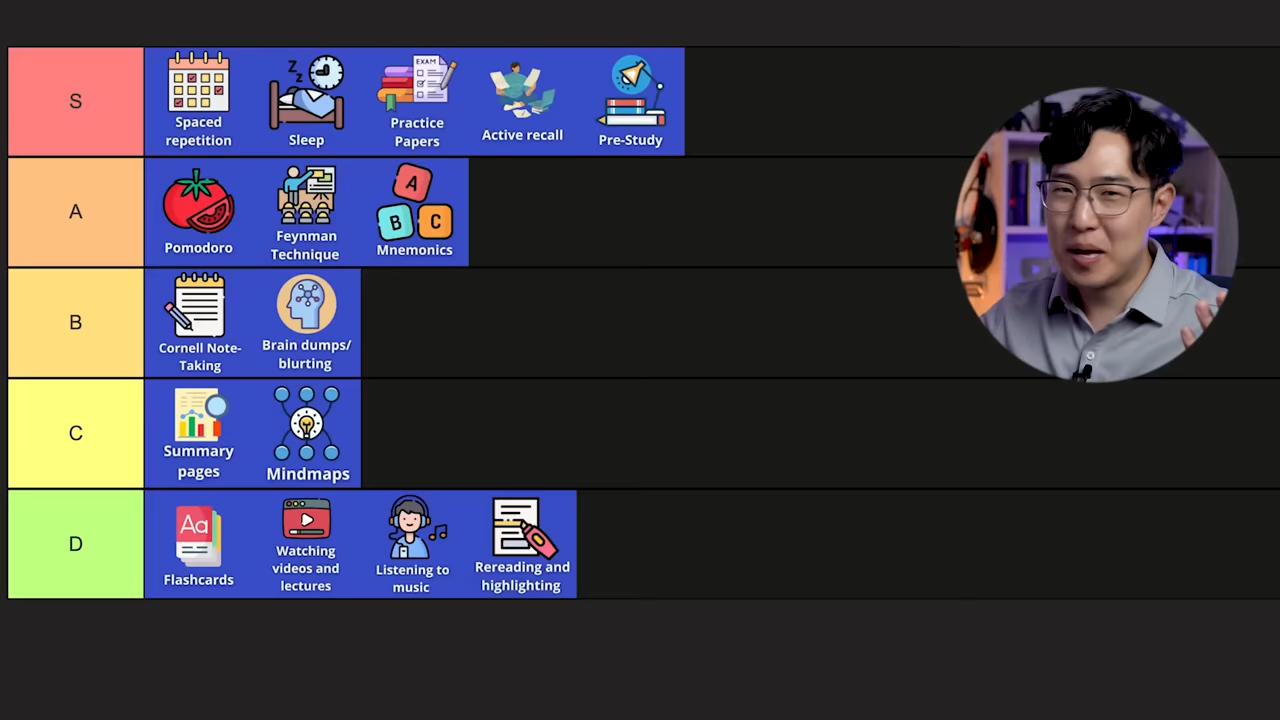 S
Spaced
repetition
Sleep
EXAM
Practice
Papers
Active recall
Pre-Study
A
Pomodoro
Feynman
Technique
A
B
C
Mnemonics
B
Cornell Note-
Taking
Brain dumps/
blurting
C
Summary
pages
Mindmaps
D
Aa
Flashcards
Watching
videos and
lectures
Listening to
music
Rereading and
highlighting